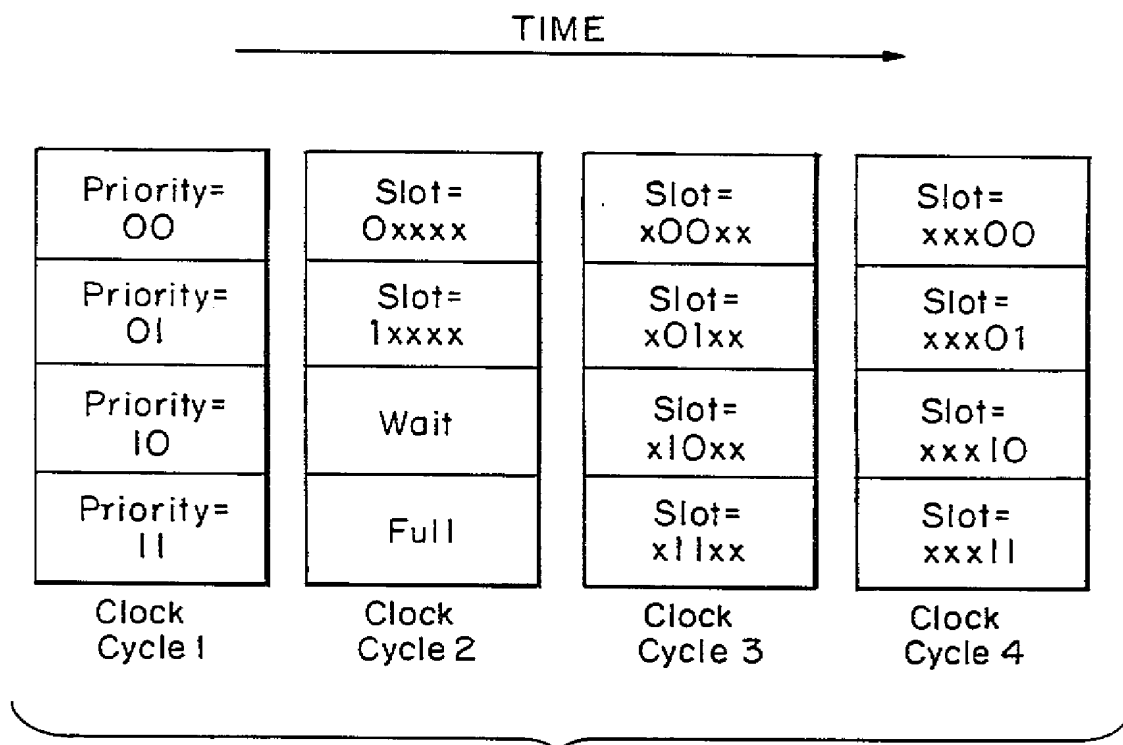 TIME
Priority=
00
Priority=
01
Priority=
10
Priority=
11
Clock
Cycle 1
Slot=
0xxxx
Slot=
1xxxx
Wait
Full
Clock
Cycle 2
Slot=
x00xx
Slot=
x01xx
Slot=
x10xx
Slot=
x11xx
Clock
Cycle 3
Slot=
xxx00
Slot=
xxx01
Slot=
xxx10
Slot=
xxx11
Clock
Cycle 4